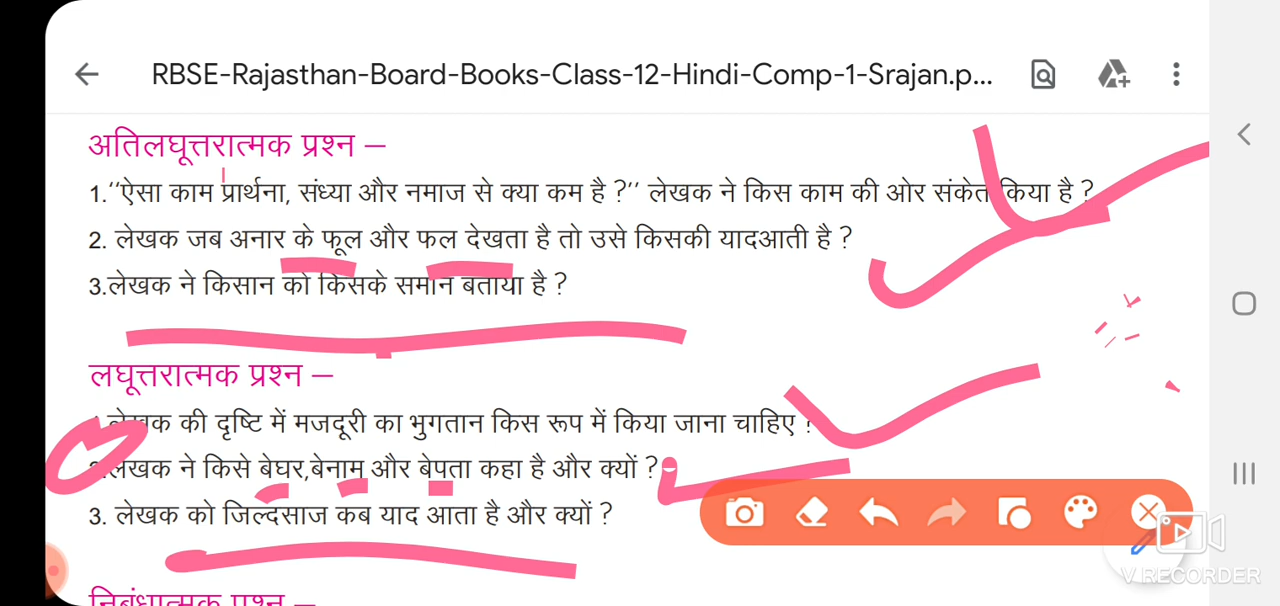 RBSE-Rajasthan-Board-Books-Class-12-Hindi-Comp-1-Srajan.p...
अतिलघूत्तरात्मक प्रश्न –
1.‘‘ऐसा काम प्रार्थना, संध्या और नमाज से क्या कम है ?’’ लेखक ने किस काम की ओर संकेत किया है ?
2. लेखक जब अनार के फूल और फल देखता है तो उसे किसकी यादआती है ?
3.लेखक ने किसान को किसके समान बताया है ?
लघूत्तरात्मक प्रश्न –
लेखक की दृष्टि में मजदूरी का भुगतान किस रूप में किया जाना चाहिए ?
2.लेखक ने किसे बेघर,बेनाम और बेपता कहा है और क्यों ?
3. लेखक को जिल्दसाज कब याद आता है और क्यों ?
निबंधात्मक प्रश्न –
V RECORDER